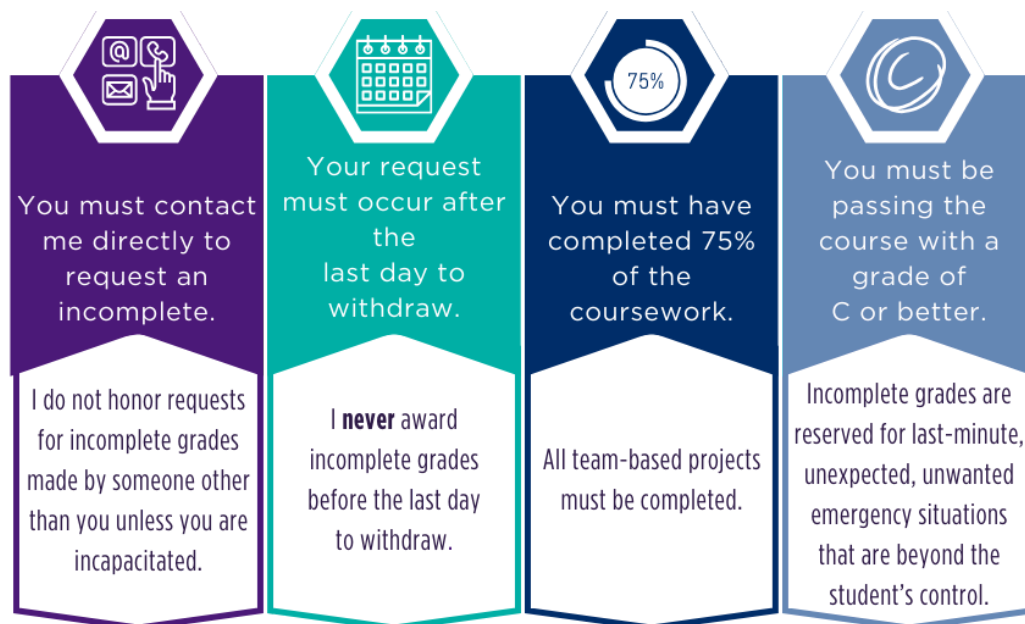 @
75%
You must contact
me directly to
request an
incomplete.
I do not honor requests
for incomplete grades
made by someone other
than you unless you are
incapacitated.
Your request
must occur after
the
last day to
withdraw.
I never award
incomplete grades
before the last day
to withdraw.
You must have
completed 75%
of the
coursework.
All team-based projects
must be completed.
C
You must be
passing the
course with a
grade of
C or better.
Incomplete grades are
reserved for last-minute,
unexpected, unwanted
emergency situations
that are beyond the
student’s control.